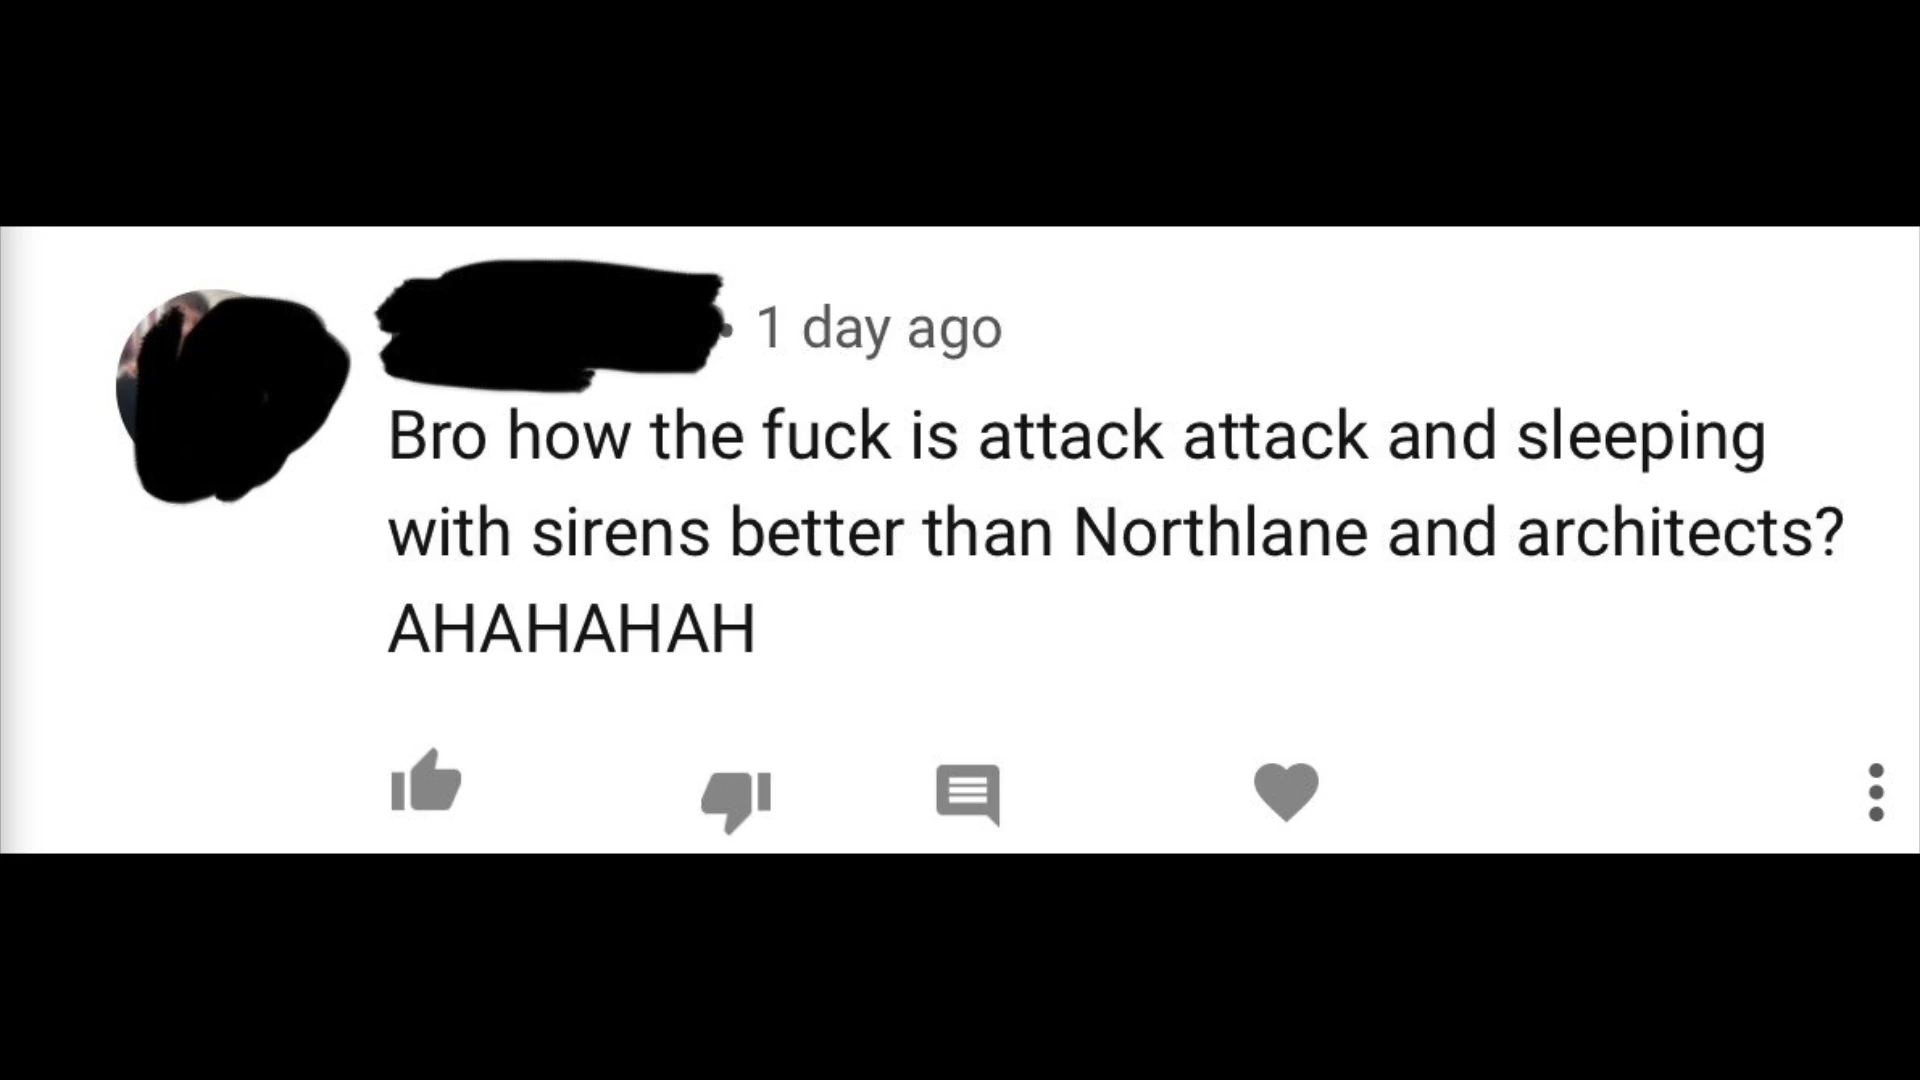 1 day ago
Bro how the fuck is attack attack and sleeping
with sirens better than Northlane and architects?
AHAHAHAH